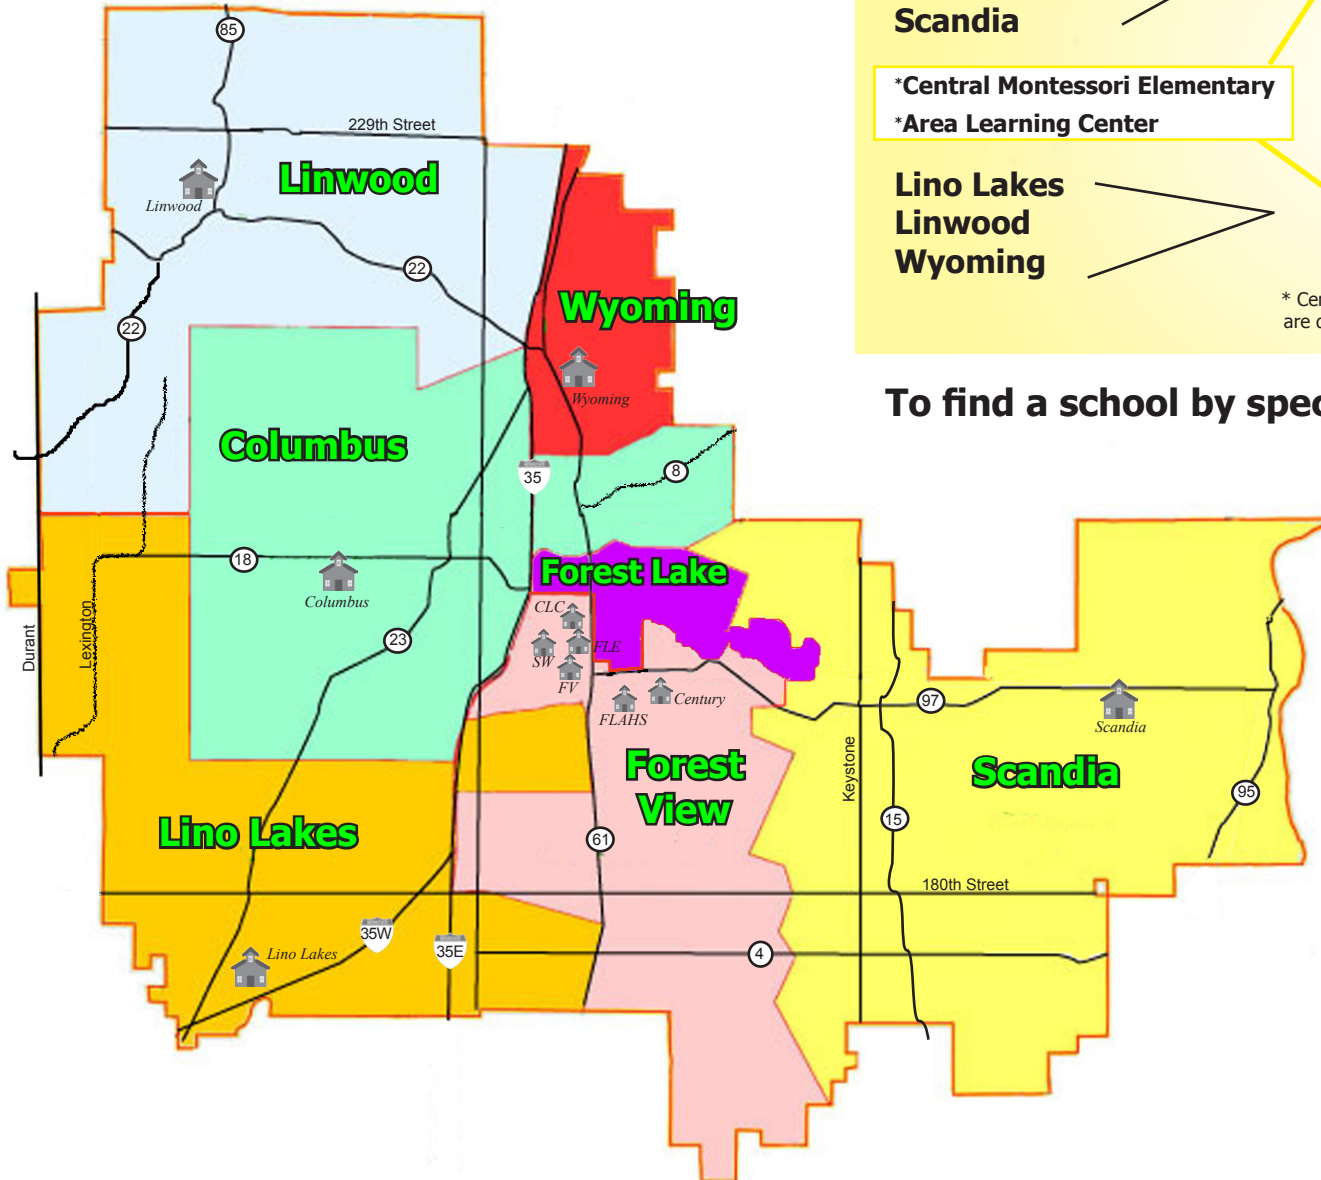 Scandia
*Central Montessori Elementary
*Area Learning Center
Lino Lakes
Linwood
Wyoming
* Cer
are c
To find a school by spec
85
229th Street
Linwood
Linwood
22
22
Wyoming
Wyoming
Columbus
35
8
18
Columbus
Forest Lake
CLC
FLE
SW
FV
Century
FLAHS
Durant
Lexington
23
97
Scandia
Keystone
Forest
View
Scandia
95
15
61
Lino Lakes
180th Street
35W
35E
4
Lino Lakes